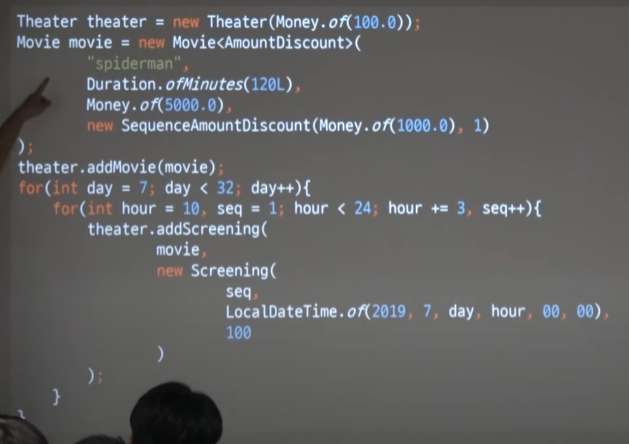 Theater theater = new Theater(Money.of(100.0));
Movie movie = new Movie<AmountDiscount>(
"spiderman",
Duration.ofMinutes(120L),
Money.of(5000.0),
new SequenceAmountDiscount(Money.of(1000.0), 1)
);
theater.addMovie(movie);
for(int day = 7; day < 32; day++){
for(int hour = 10, seq = 1; hour < 24; hour += 3, seq++){
theater.addScreening(
movie,
new Screening(
seq,
LocalDateTime.of(2019, 7, day, hour, 00, 00),
100
)
);
}
}